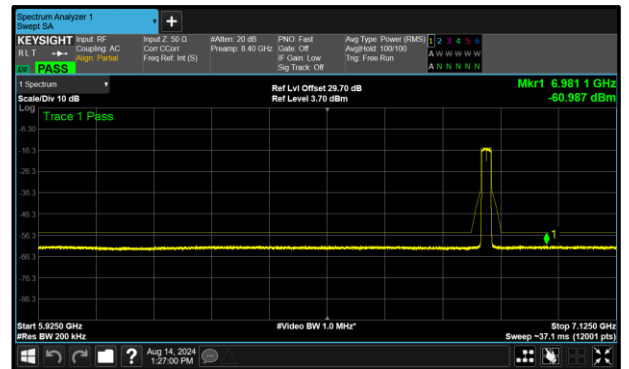 Spectrum Analyzer 1
Swept SA
+
KEYSIGHT Input: RF Input Z: 50 Ω #Atten: 20 dB PNO: Fast Avg Type: Power (RMS) 1 2 3 4 5 6
R L T Coupling: AC Corr CCorr Preamp: 8.40 GHz Gate: Off Avg|Hold: 100/100 A W W W W W
Align: Partial Freq Ref: Int (S) IF Gain: Low Trig: Free Run
PASS Sig Track: Off A N N N N N
1 Spectrum Ref Lvl Offset 29.70 dB Mkr1 6.981 1 GHz
Scale/Div 10 dB Ref Level 3.70 dBm -60.987 dBm
Log
Trace 1 Pass
-6.30
-16.3
-26.3
-36.3
-46.3
-56.3
1
-66.3
-76.3
-86.3
Start 5.9250 GHz #Video BW 1.0 MHz* Stop 7.1250 GHz
#Res BW 200 kHz Sweep ~37.1 ms (12001 pts)
? Aug 14, 2024
1:27:00 PM